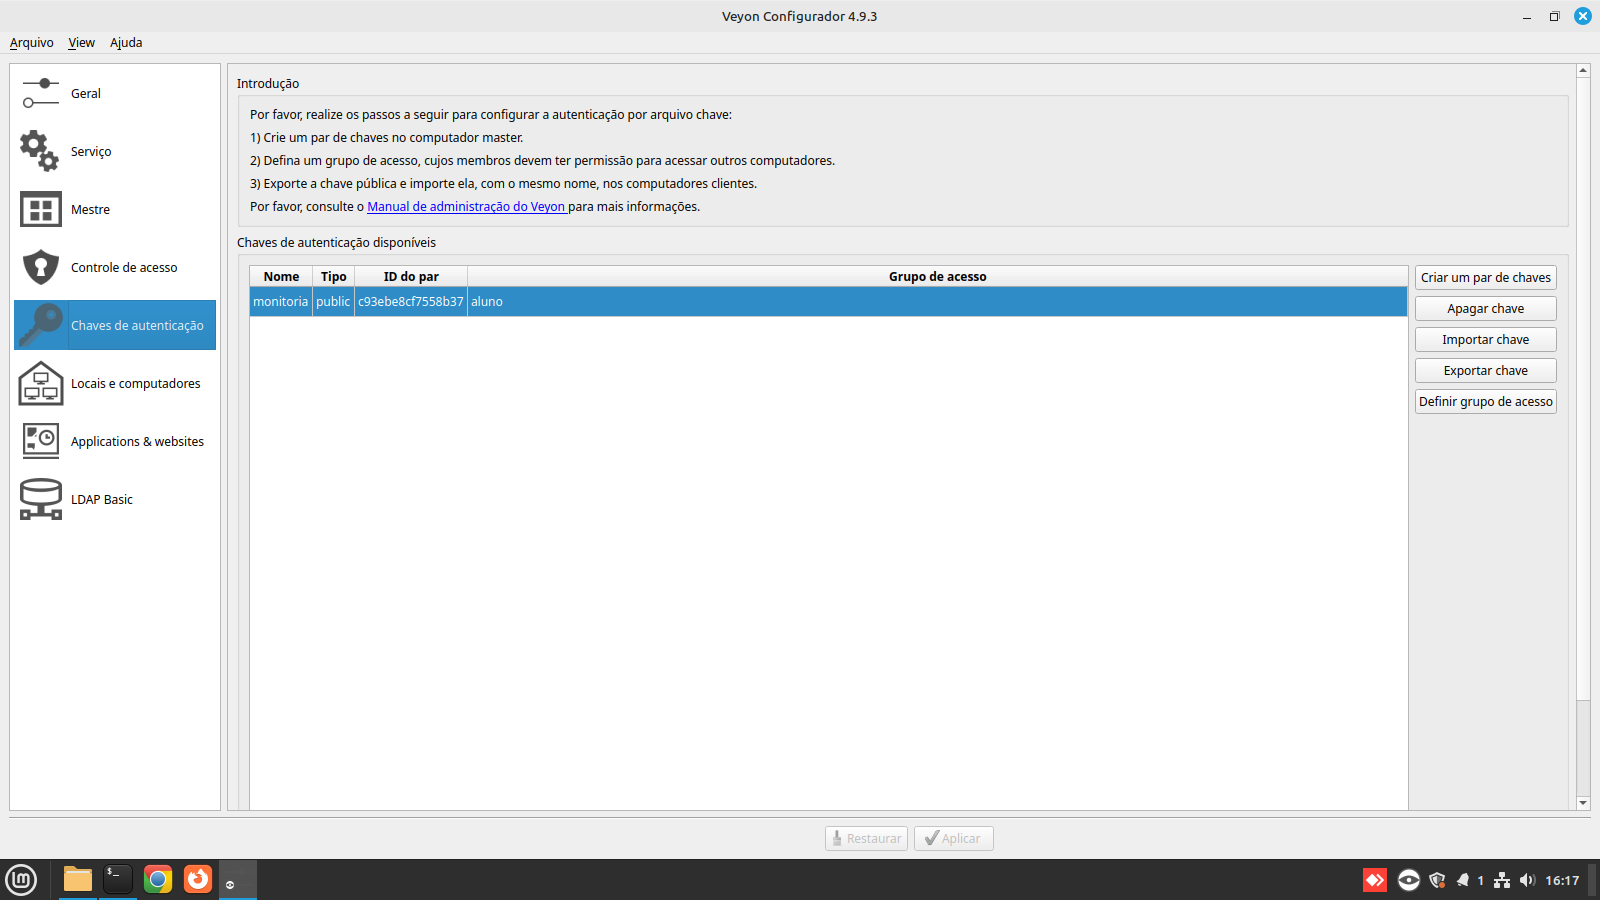 Veyon Configurador 4.9.3
Arquivo View Ajuda
Geral
Serviço
Mestre
Controle de acesso
Chaves de autenticação
Locais e computadores
Applications & websites
LDAP Basic
Introdução
Por favor, realize os passos a seguir para configurar a autenticação por arquivo chave:
1) Crie um par de chaves no computador master.
2) Defina um grupo de acesso, cujos membros devem ter permissão para acessar outros computadores.
3) Exporte a chave pública e importe ela, com o mesmo nome, nos computadores clientes.
Por favor, consulte o Manual de administração do Veyon para mais informações.
Chaves de autenticação disponíveis
Nome Tipo ID do par Grupo de acesso
monitoria public c93ebe8cf7558b37 aluno
Criar um par de chaves
Apagar chave
Importar chave
Exportar chave
Definir grupo de acesso
Restaurar Aplicar
1 16:17